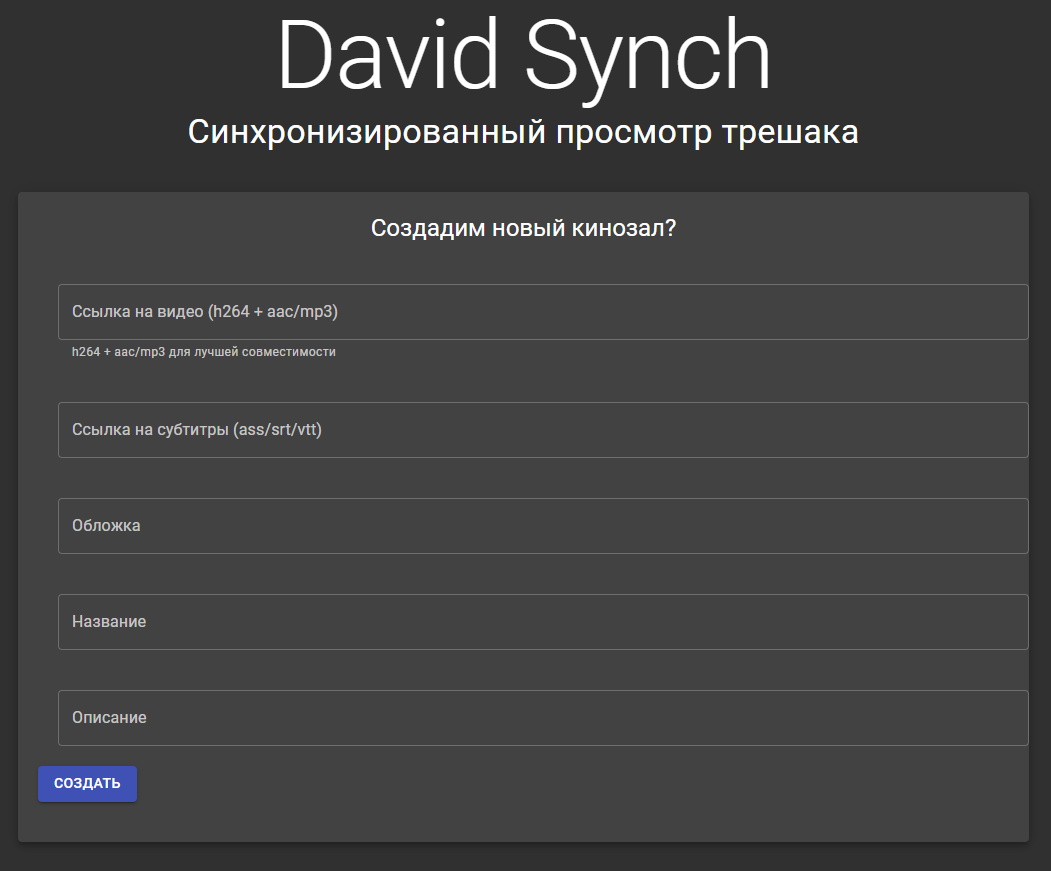 David Synch
Синхронизированный просмотр трешака
Создадим новый кинозал?
Ссылка на видео (h264 + aac/mp3)
h264 + aac/mp3 для лучшей совместимости
Ссылка на субтитры (ass/srt/vtt)
Обложка
Название
Описание
СОЗДАТЬ